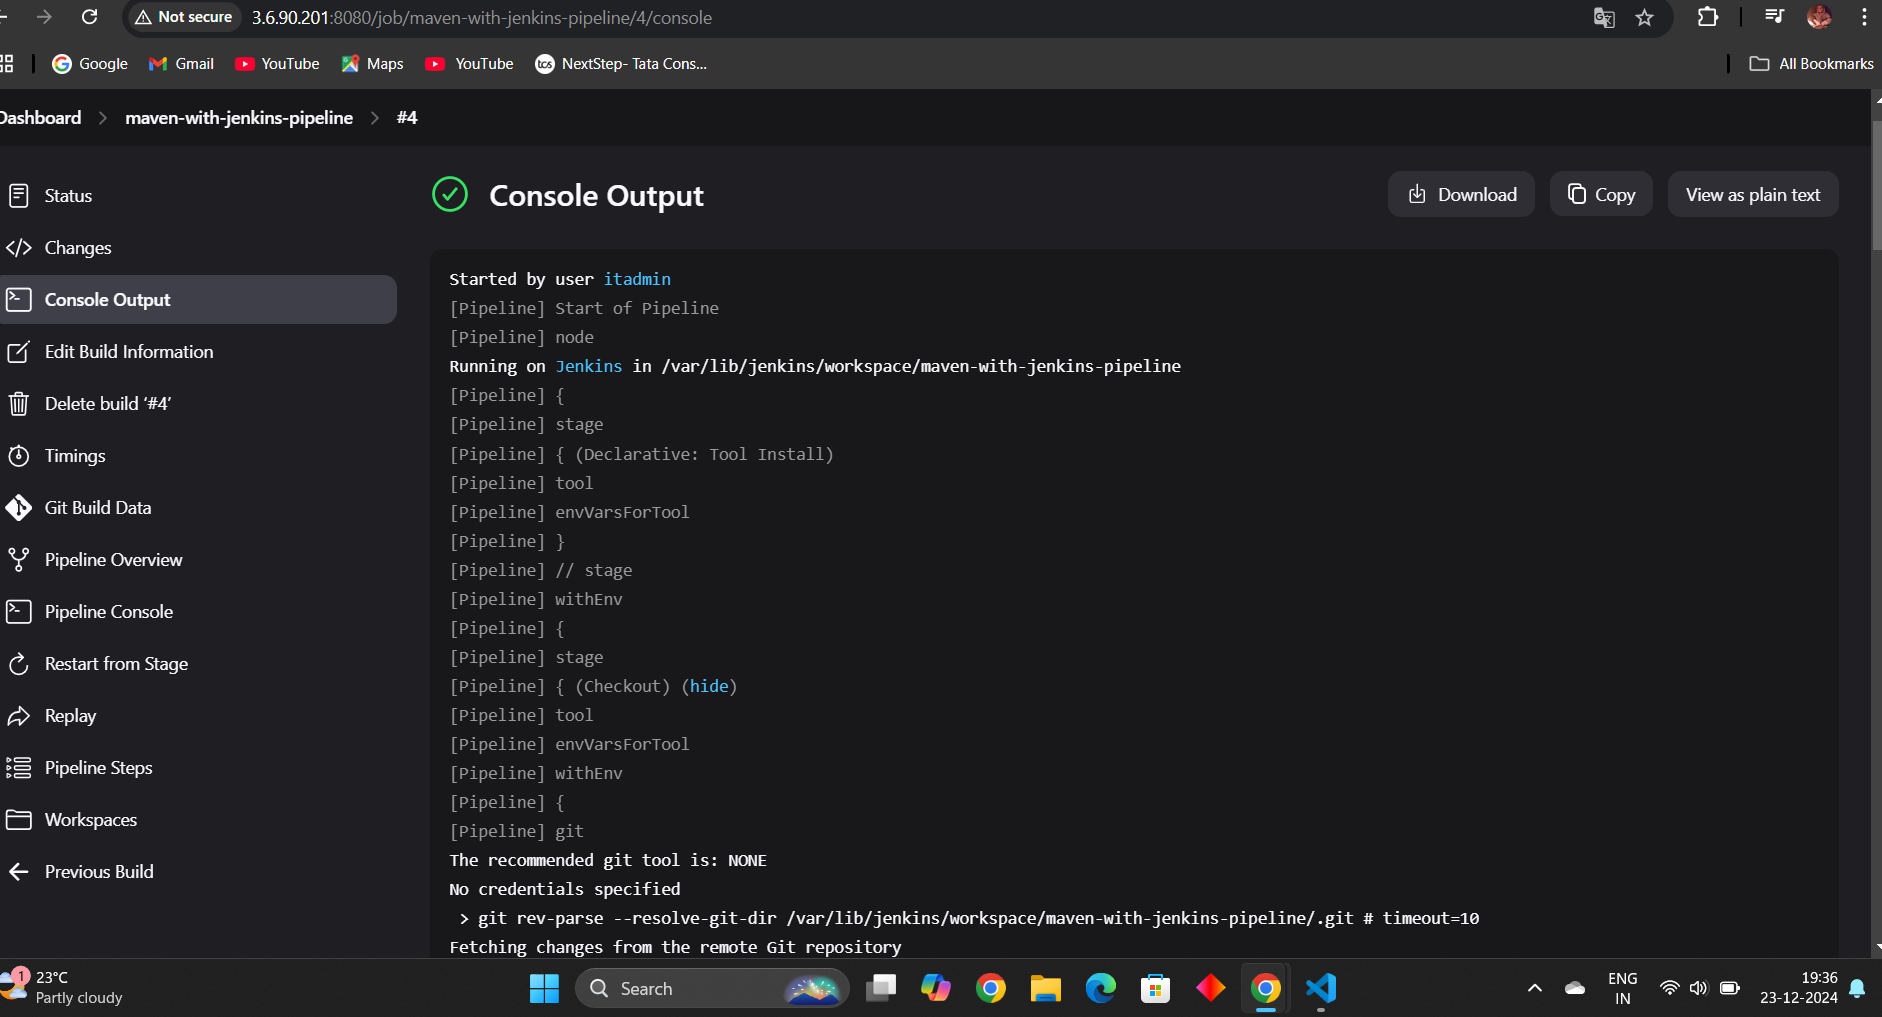 Not secure 3.6.90.201:8080/job/maven-with-jenkins-pipeline/4/console
Google Gmail YouTube Maps YouTube tcs NextStep- Tata Cons... All Bookmarks
Dashboard > maven-with-jenkins-pipeline > #4
Status
Changes
Console Output
Edit Build Information
Delete build ‘#4’
Timings
Git Build Data
Pipeline Overview
Pipeline Console
Restart from Stage
Replay
Pipeline Steps
Workspaces
Previous Build
Console Output
Download Copy View as plain text
Started by user itadmin
[Pipeline] Start of Pipeline
[Pipeline] node
Running on Jenkins in /var/lib/jenkins/workspace/maven-with-jenkins-pipeline
[Pipeline] {
[Pipeline] stage
[Pipeline] { (Declarative: Tool Install)
[Pipeline] tool
[Pipeline] envVarsForTool
[Pipeline] }
[Pipeline] // stage
[Pipeline] withEnv
[Pipeline] {
[Pipeline] stage
[Pipeline] { (Checkout) (hide)
[Pipeline] tool
[Pipeline] envVarsForTool
[Pipeline] withEnv
[Pipeline] {
[Pipeline] git
The recommended git tool is: NONE
No credentials specified
> git rev-parse --resolve-git-dir /var/lib/jenkins/workspace/maven-with-jenkins-pipeline/.git # timeout=10
Fetching changes from the remote Git repository
1
23°C
Partly cloudy
Search
ENG
IN
19:36
23-12-2024